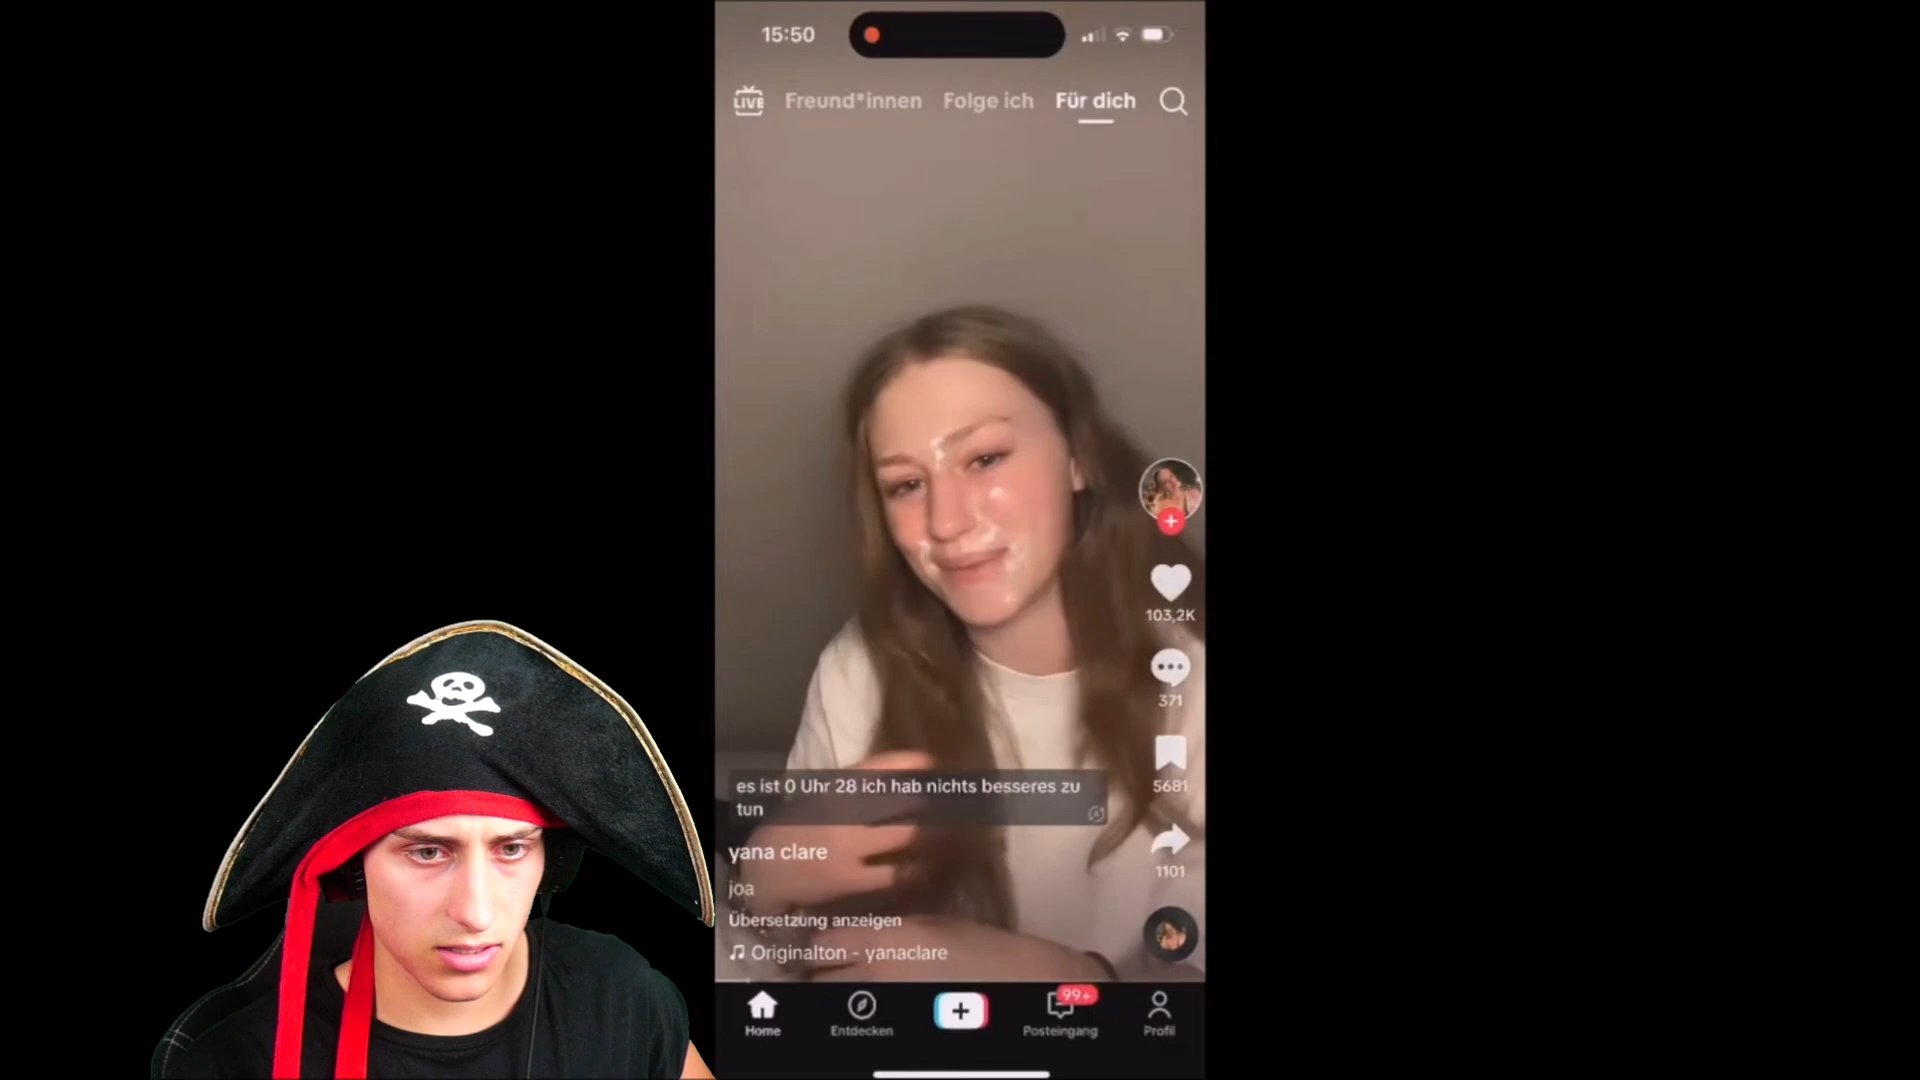 15:50
LIVE
Freund*innen
Folge ich
Für dich
103,2K
371
5681
1101
es ist 0 Uhr 28 ich hab nichts besseres zu
tun
yana clare
joa
Übersetzung anzeigen
Originalton - yanaclare
99+
Home
Entdecken
Posteingang
Profil